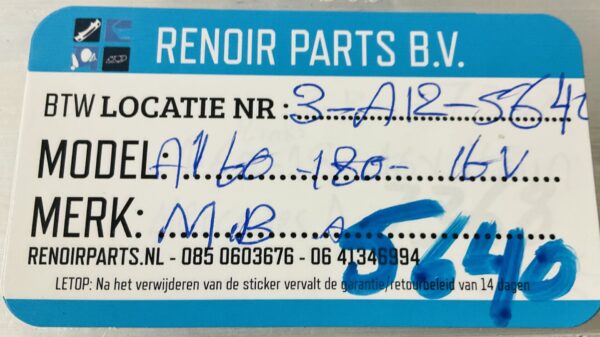 RENOIR PARTS B.V.
BTW LOCATIE NR : 3-A12-5640
MODEL: A160 - 180 - 16V
MERK: M.B A
5640
RENOIRPARTS.NL - 085 0603676 - 06 41346994
LETOP: Na het verwijderen van de sticker vervalt de garantie/retourbeleid van 14 dagen